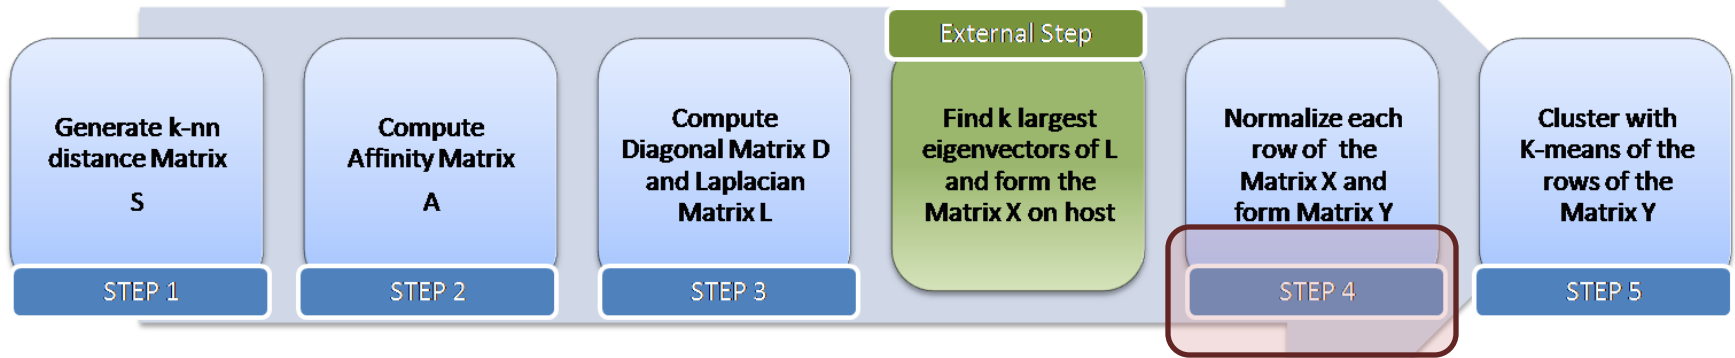 Generate k-nn
distance Matrix
S
STEP 1
Compute
Affinity Matrix
A
STEP 2
Compute
Diagonal Matrix D
and Laplacian
Matrix L
STEP 3
External Step
Find k largest
eigenvectors of L
and form the
Matrix X on host
Normalize each
row of the
Matrix X and
form Matrix Y
STEP 4
Cluster with
K-means of the
rows of the
Matrix Y
STEP 5